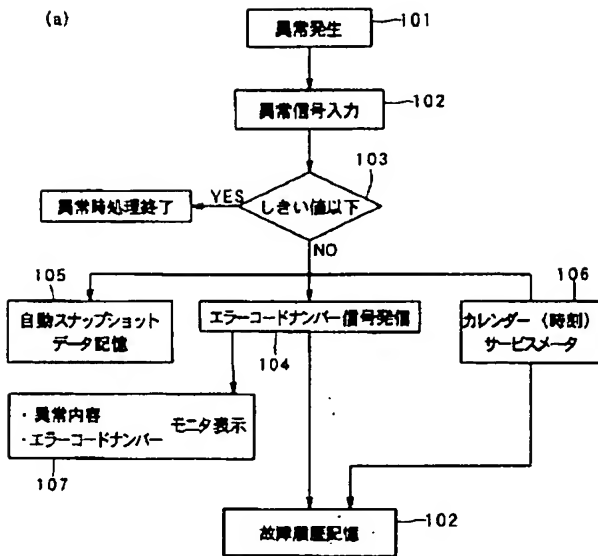 (a)
異常発生
101
異常信号入力
102
103
しきい値以下
YES
異常時処理終了
NO
105
106
自動スナップショット
データ記憶
エラーコードナンバー信号発信
104
カレンダー（時刻）
サービスメータ
・異常内容
・エラーコードナンバー
モニタ表示
107
故障履歴記憶
102